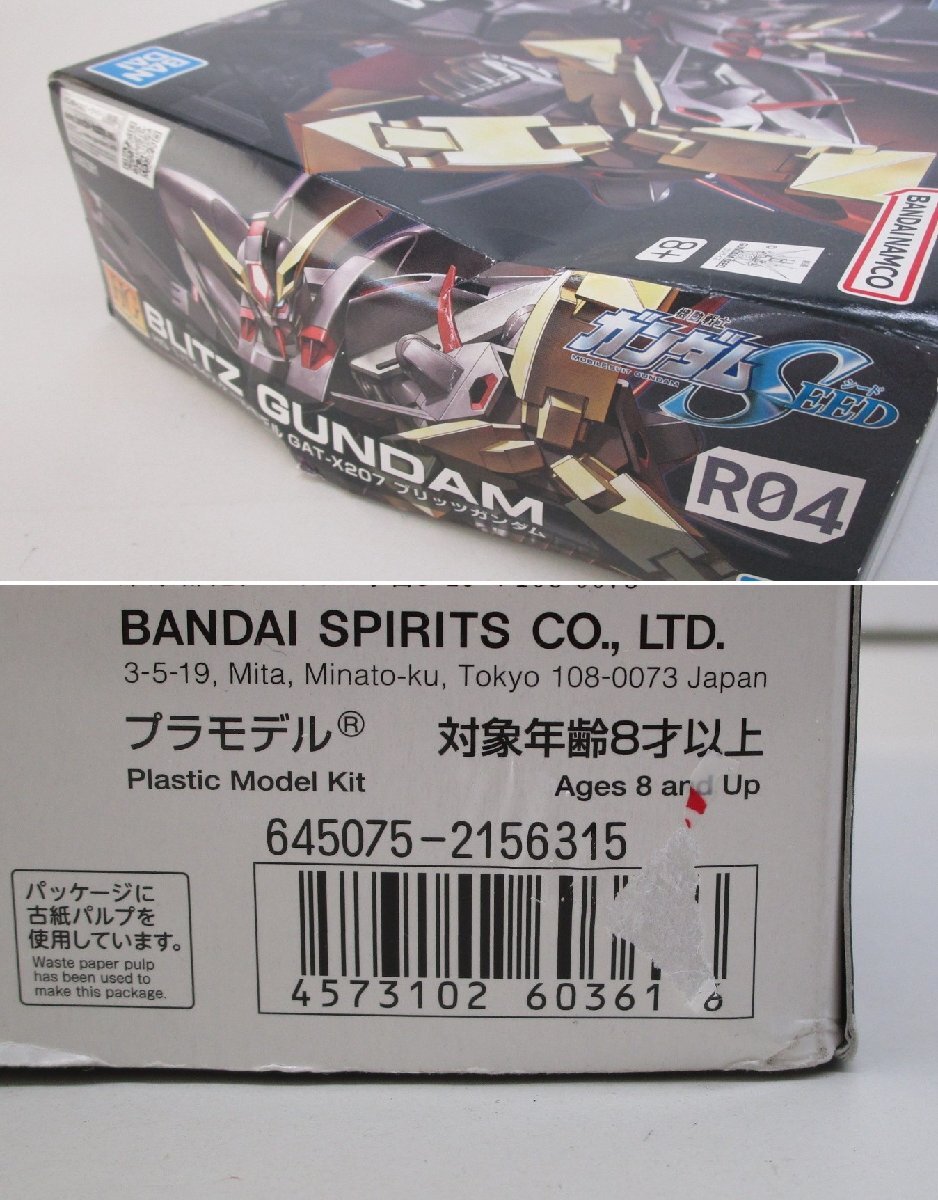 BAN
DAI
BANDAI NAMCO
8+
機動戦士
ガンダム
MOBILE SUIT GUNDAM
SEED
シード
HG
BLITZ GUNDAM
GAT-X207 ブリッツガンダム
R04
BANDAI SPIRITS CO., LTD.
3-5-19, Mita, Minato-ku, Tokyo 108-0073 Japan
プラモデル® 対象年齢8才以上
Plastic Model Kit Ages 8 and Up
645075-2156315
パッケージに
古紙パルプを
使用しています。
Waste paper pulp
has been used to
make this package.
4573102 60361 6